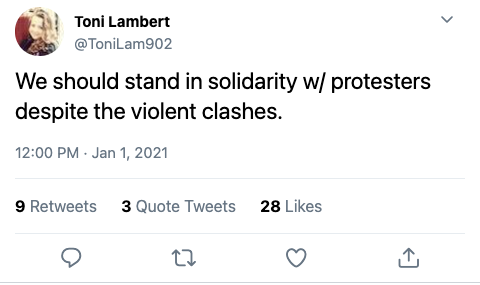 Toni Lambert
@ToniLam902
We should stand in solidarity w/ protesters
despite the violent clashes.
12:00 PM · Jan 1, 2021
9 Retweets 3 Quote Tweets 28 Likes